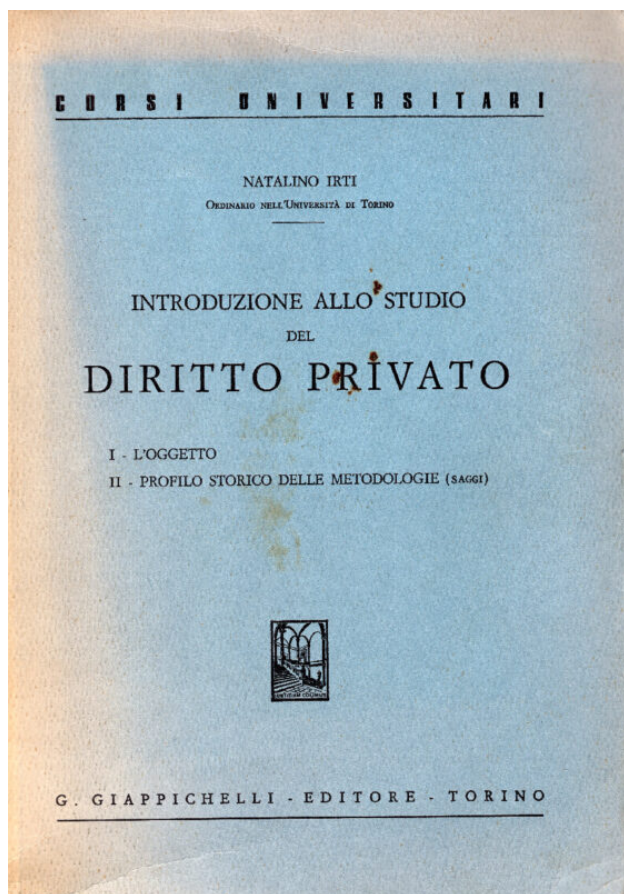 CORSI UNIVERSITARI
NATALINO IRTI
ORDINARIO NELL'UNIVERSITÀ DI TORINO
INTRODUZIONE ALLO STUDIO
DEL
DIRITTO PRIVATO
I - L'OGGETTO
II - PROFILO STORICO DELLE METODOLOGIE (SAGGI)
G. GIAPPICHELLI - EDITORE - TORINO